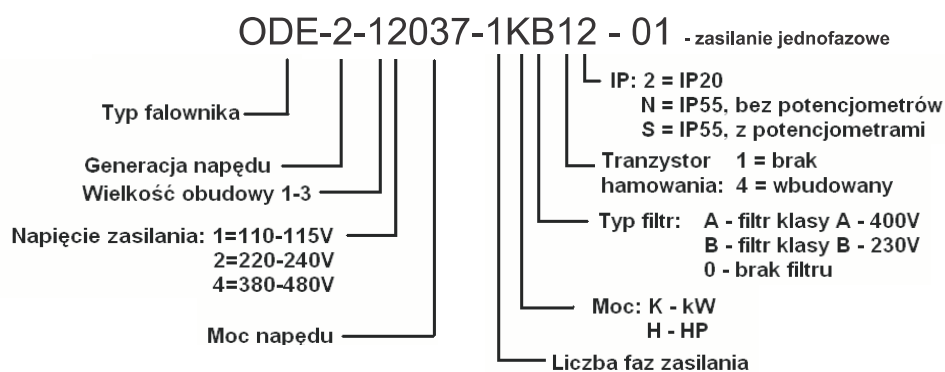 ODE-2-12037-1KB12 - 01 - zasilanie jednofazowe
IP: 2 = IP20
N = IP55, bez potencjometrów
S = IP55, z potencjometrami
Typ falownika
Tranzystor 1 = brak
hamowania: 4 = wbudowany
Generacja napędu
Wielkość obudowy 1-3
Typ filtr: A - filtr klasy A - 400V
B - filtr klasy B - 230V
0 - brak filtru
Napięcie zasilania: 1=110-115V
2=220-240V
4=380-480V
Moc: K - kW
H - HP
Moc napędu
Liczba faz zasilania